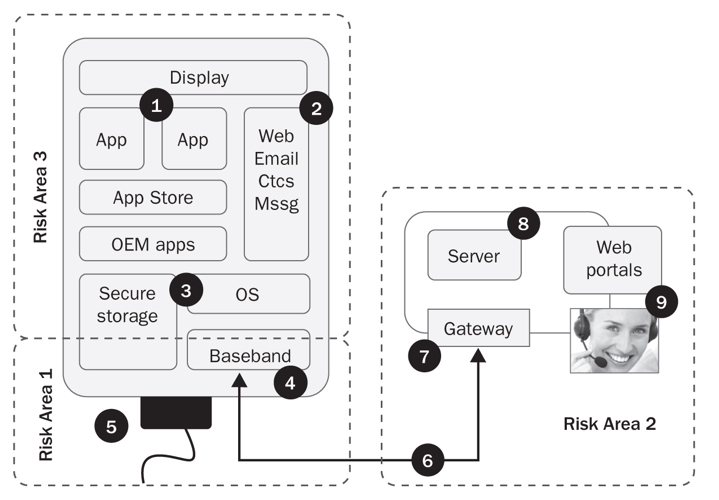 Risk Area 3
Display
1
2
App
App
Web
Email
Ctcs
Mssg
App Store
OEM apps
Secure
storage
3
OS
Baseband
4
Risk Area 1
5
6
8
Server
Web
portals
9
Gateway
7
Risk Area 2